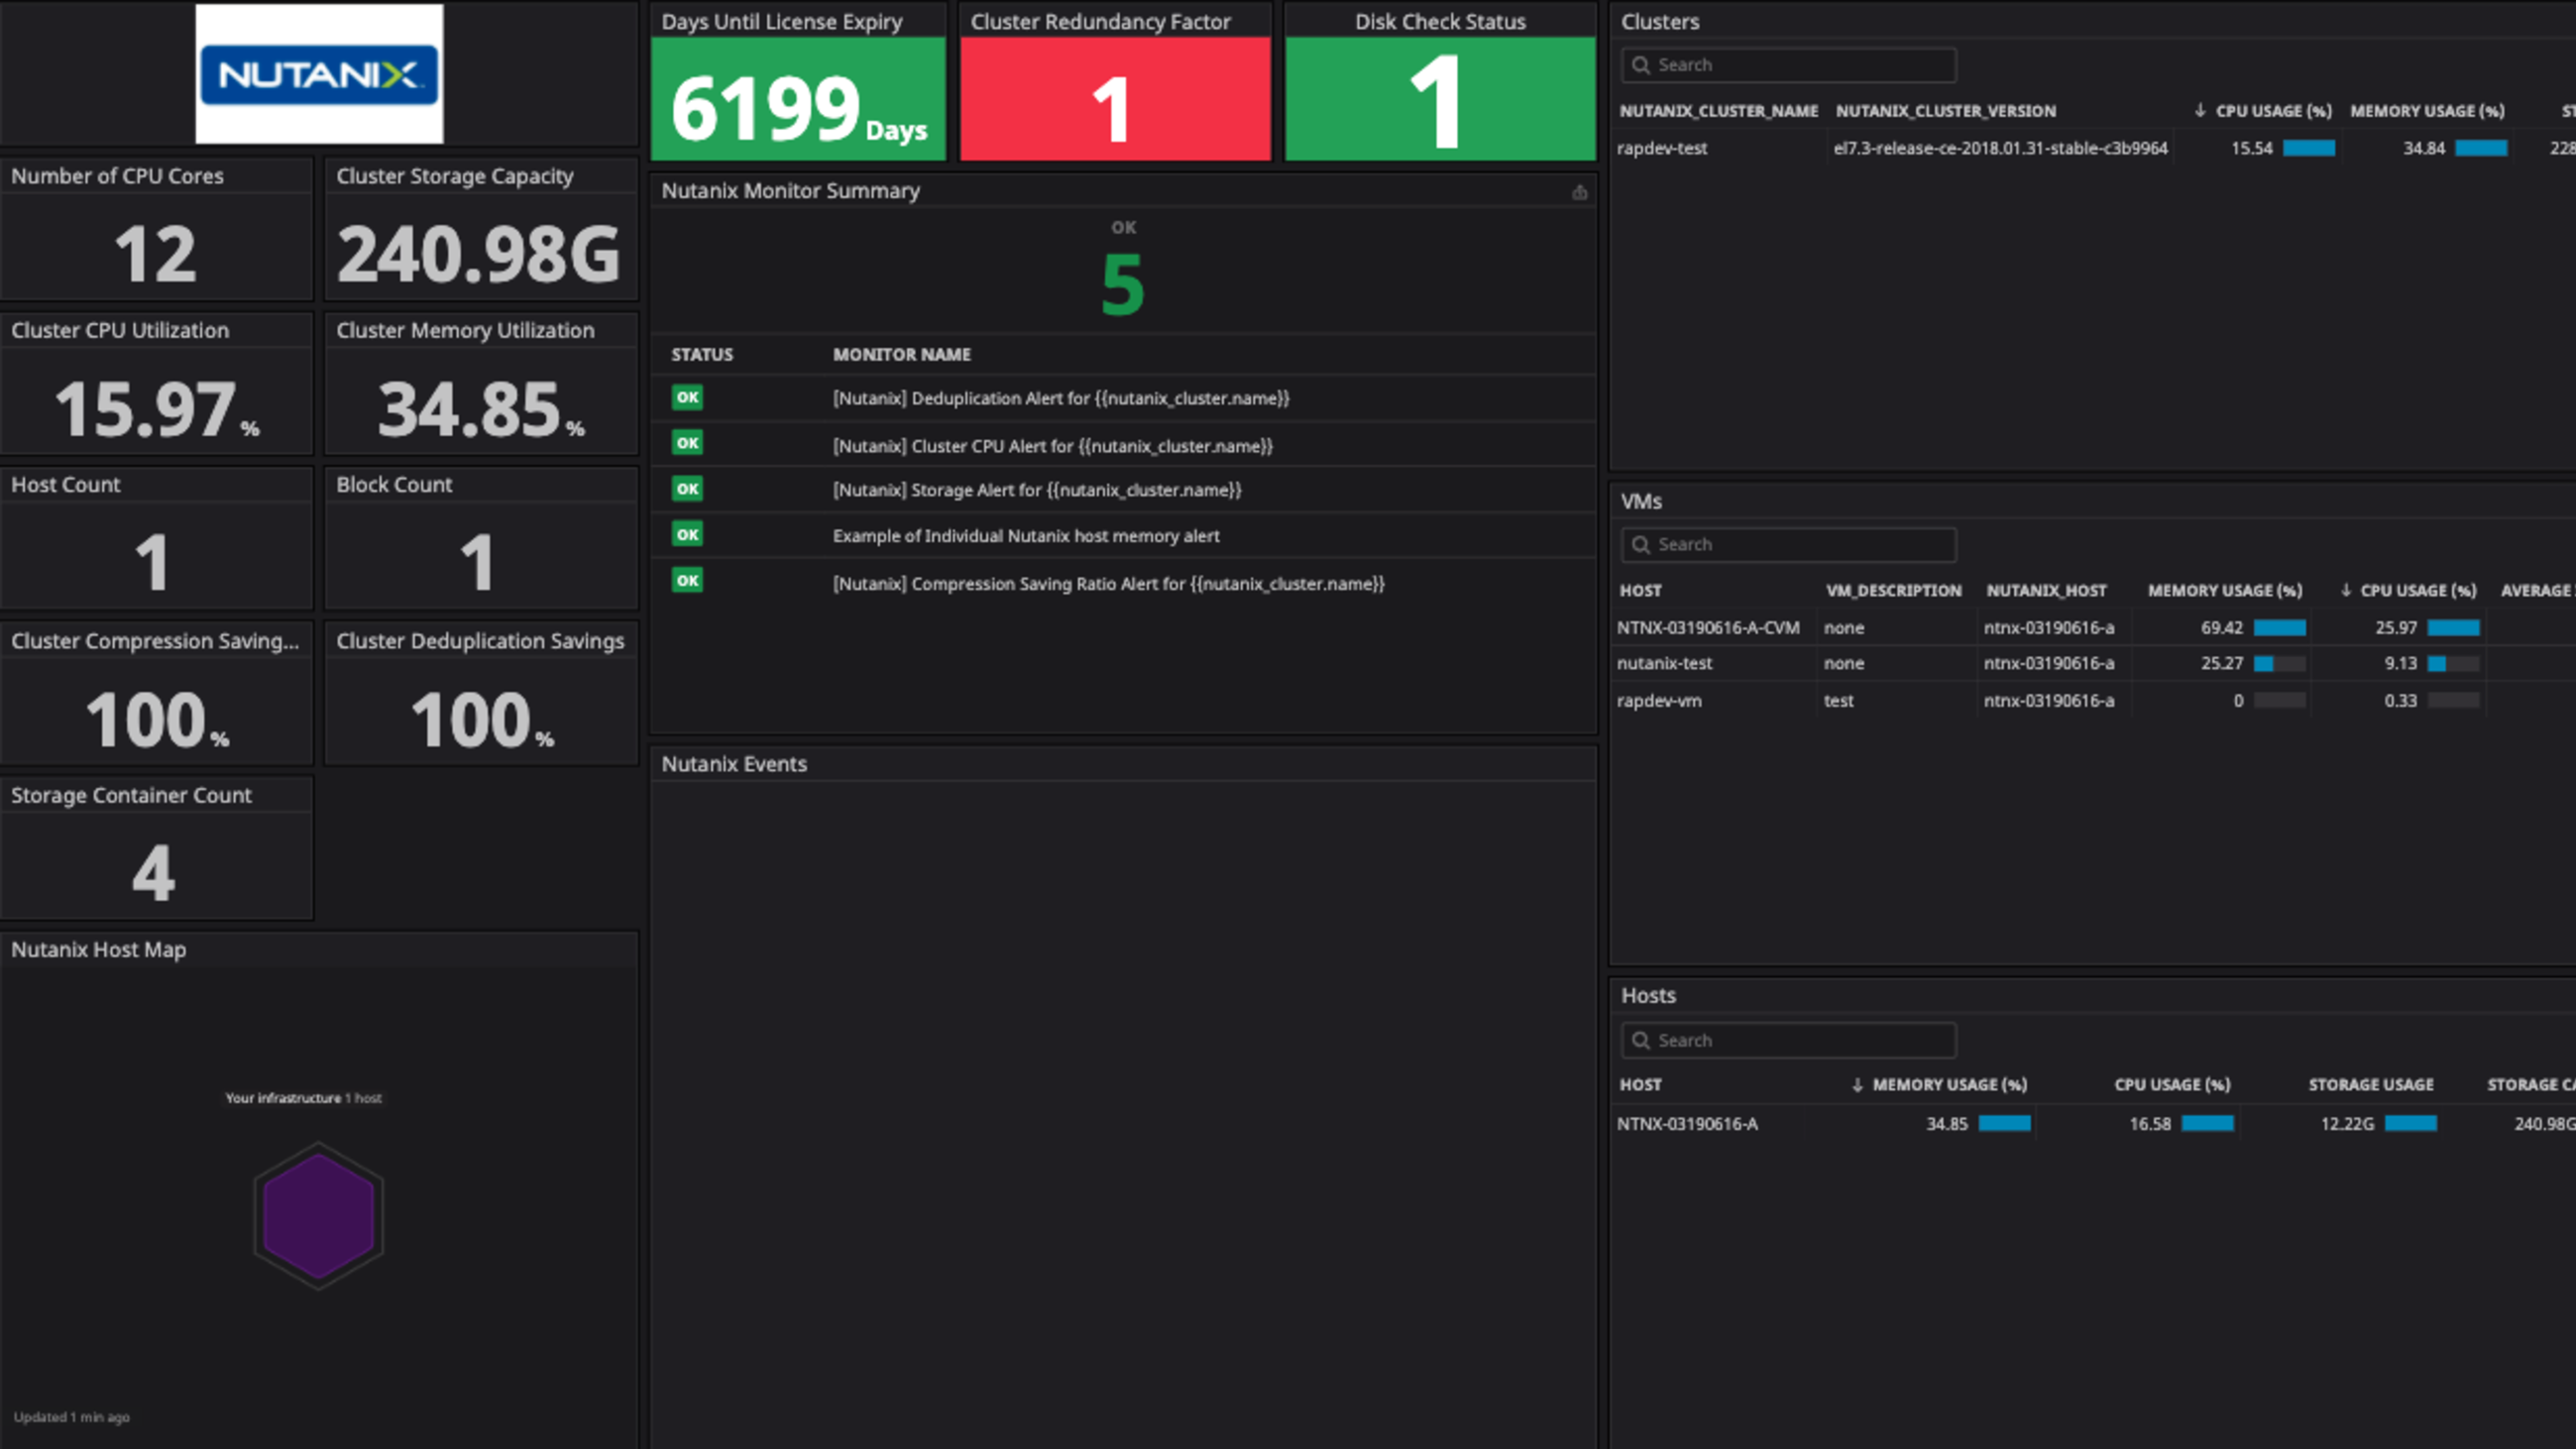 NUTANIX
Number of CPU Cores
12
Cluster Storage Capacity
240.98G
Cluster CPU Utilization
15.97 %
Cluster Memory Utilization
34.85 %
Host Count
1
Block Count
1
Cluster Compression Saving...
100 %
Cluster Deduplication Savings
100 %
Storage Container Count
4
Nutanix Host Map
Your infrastructure 1 host
Updated 1 min ago
Days Until License Expiry
6199 Days
Cluster Redundancy Factor
1
Disk Check Status
1
Nutanix Monitor Summary
OK
5
STATUS MONITOR NAME
OK [Nutanix] Deduplication Alert for {{nutanix_cluster.name}}
OK [Nutanix] Cluster CPU Alert for {{nutanix_cluster.name}}
OK [Nutanix] Storage Alert for {{nutanix_cluster.name}}
OK Example of Individual Nutanix host memory alert
OK [Nutanix] Compression Saving Ratio Alert for {{nutanix_cluster.name}}
Nutanix Events
Clusters
Search
NUTANIX_CLUSTER_NAME NUTANIX_CLUSTER_VERSION ↓ CPU USAGE (%) MEMORY USAGE (%) ST
rapdev-test el7.3-release-ce-2018.01.31-stable-c3b9964 15.54 34.84 228
VMs
Search
HOST VM_DESCRIPTION NUTANIX_HOST MEMORY USAGE (%) ↓ CPU USAGE (%) AVERAGE
NTNX-03190616-A-CVM none ntnx-03190616-a 69.42 25.97
nutanix-test none ntnx-03190616-a 25.27 9.13
rapdev-vm test ntnx-03190616-a 0 0.33
Hosts
Search
HOST ↓ MEMORY USAGE (%) CPU USAGE (%) STORAGE USAGE STORAGE CA
NTNX-03190616-A 34.85 16.58 12.22G 240.98G